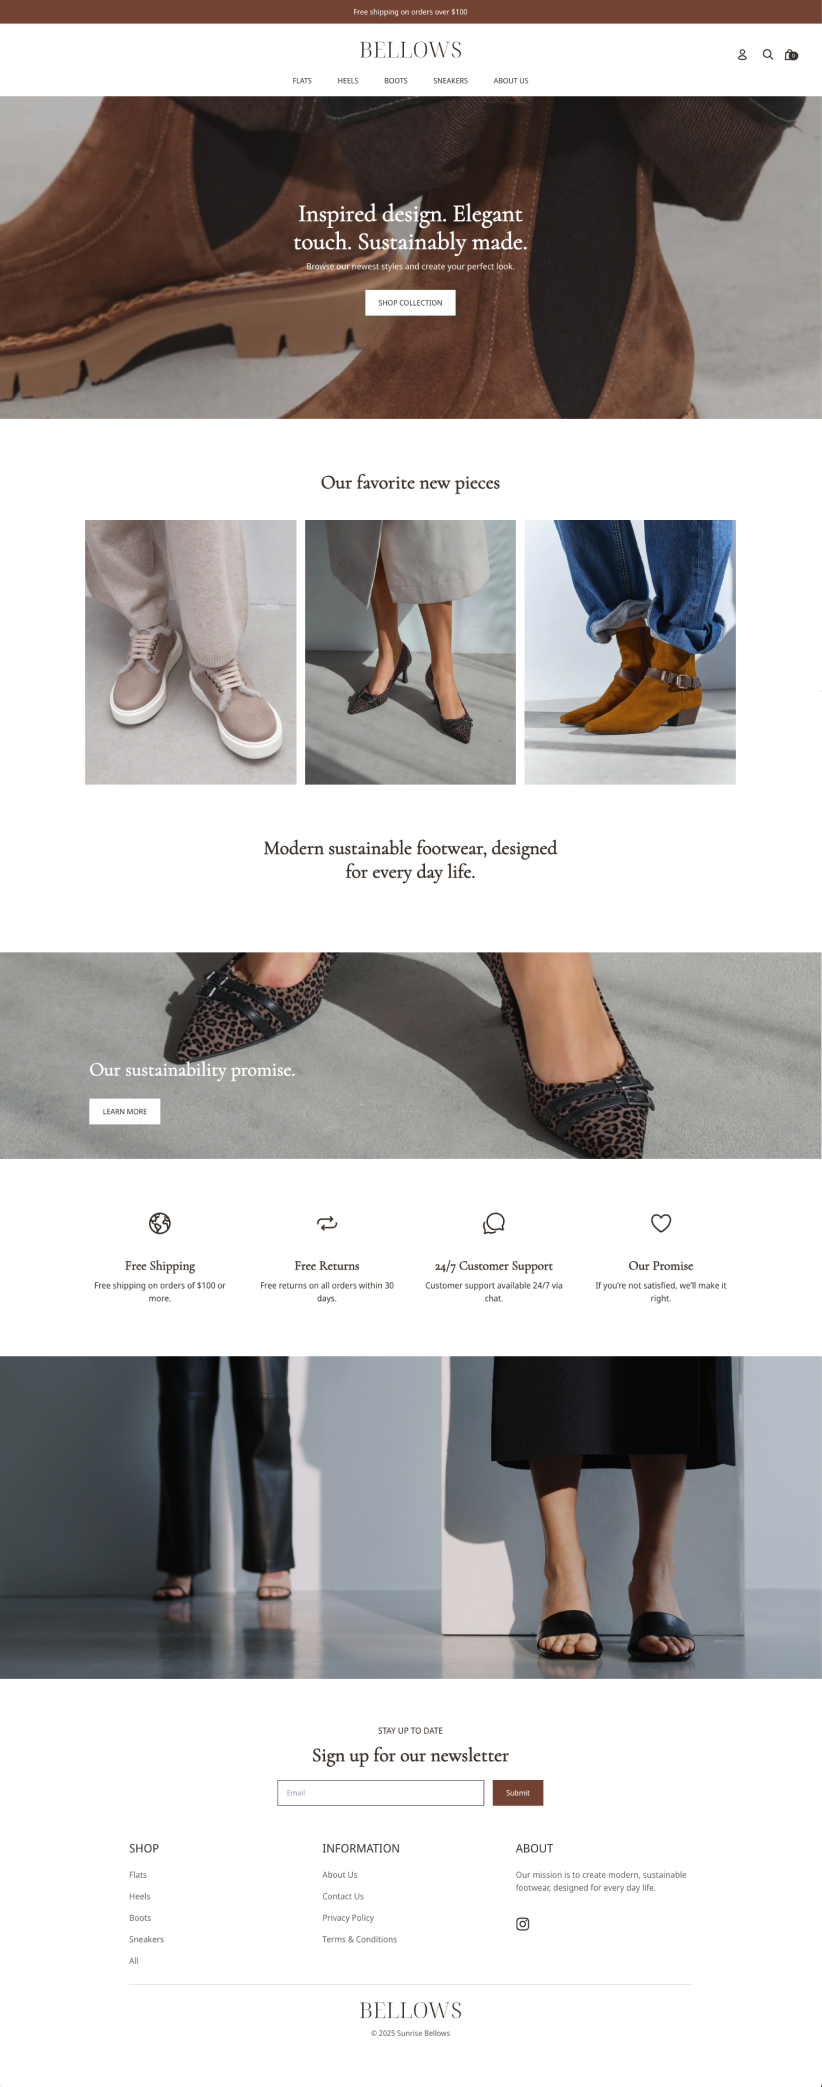 Free shipping on orders over $100
BELLOWS
0
FLATS HEELS BOOTS SNEAKERS ABOUT US
Inspired design. Elegant
touch. Sustainably made.
Browse our newest styles and create your perfect look.
SHOP COLLECTION
Our favorite new pieces
Modern sustainable footwear, designed
for every day life.
Our sustainability promise.
LEARN MORE
Free Shipping
Free shipping on orders of $100 or
more.
Free Returns
Free returns on all orders within 30
days.
24/7 Customer Support
Customer support available 24/7 via
chat.
Our Promise
If you're not satisfied, we'll make it
right.
STAY UP TO DATE
Sign up for our newsletter
Email
Submit
SHOP
Flats
Heels
Boots
Sneakers
All
INFORMATION
About Us
Contact Us
Privacy Policy
Terms & Conditions
ABOUT
Our mission is to create modern, sustainable
footwear, designed for every day life.
BELLOWS
© 2025 Sunrise Bellows